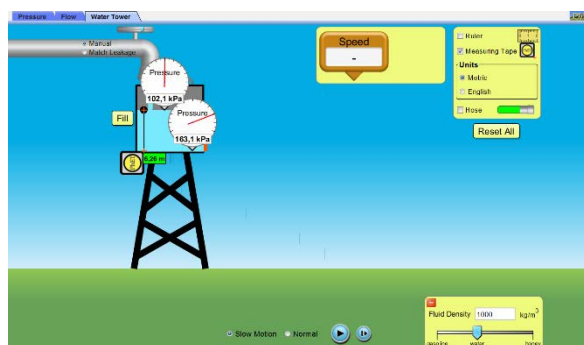 Pressure Flow Water Tower
Manual
Match Leakage
Pressure
102,1 kPa
Pressure
163,1 kPa
Fill
6.26 m
Speed
-
Ruler
Measuring Tape
Units
Metric
English
Hose
Reset All
Fluid Density 1000 kg/m3
gasoline water honey
Slow Motion Normal